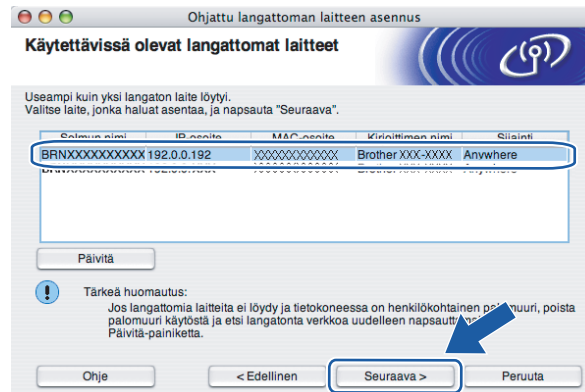 Ohjattu langattoman laitteen asennus
Käytettävissä olevat langattomat laitteet
Useampi kuin yksi langaton laite löytyi.
Valitse laite, jonka haluat asentaa, ja napsauta "Seuraava".
Solmun nimi IP-osoite MAC-osoite Kirjoittimen nimi Sijainti
BRNXXXXXXXXXX 192.0.0.192 XXXXXXXXXXXX Brother XXX-XXXX Anywhere
Päivitä
Tärkeä huomautus:
Jos langattomia laitteita ei löydy ja tietokoneessa on henkilökohtainen palomuuri, poista
palomuuri käytöstä ja etsi langatonta verkkoa uudelleen
Päivitä-painiketta.
Ohje < Edellinen Seuraava > Peruuta